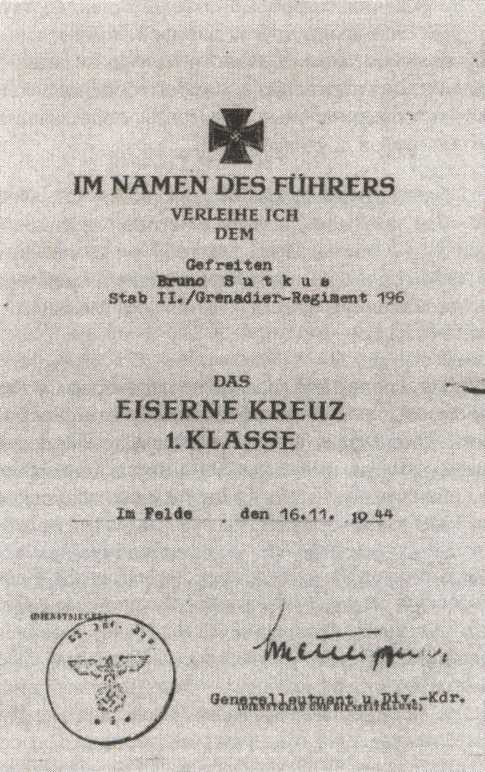 IM NAMEN DES FÜHRERS
VERLEIHE ICH
DEM
Gefreiten
Bruno Sutkus
Stab II./Grenadier-Regiment 196
DAS
EISERNE KREUZ
1. KLASSE
Im Felde, den 16.11. 1944
(DIENSTSIEGEL)
Generalleutnant u.Div.-Kdr.